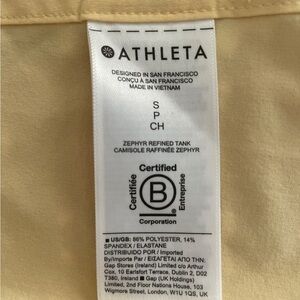 ATHLETA
DESIGNED IN SAN FRANCISCO
CONÇU À SAN FRANCISCO
MADE IN VIETNAM
S
P
CH
ZEPHYR REFINED TANK
CAMISOLE RAFFINÉE ZEPHYR
Certified
Certifiée
B
Entreprise
Corporation
■ US/GB: 86% POLYESTER, 14%
SPANDEX / ELASTANE
DISTRIBUIDO POR / Imported
By/Importé Par / ΕΙΣΑΓΕΤΑΙ ΑΠΟ ΤΗΝ:
Gap Stores (Ireland) Limited c/o Arthur
Cox, 10 Earlsfort Terrace, Dublin 2, D02
T380, Ireland ■ Gap (UK Holdings)
Limited, 2nd Floor Nations House, 103
Wigmore Street, London, W1U 1QS, UK